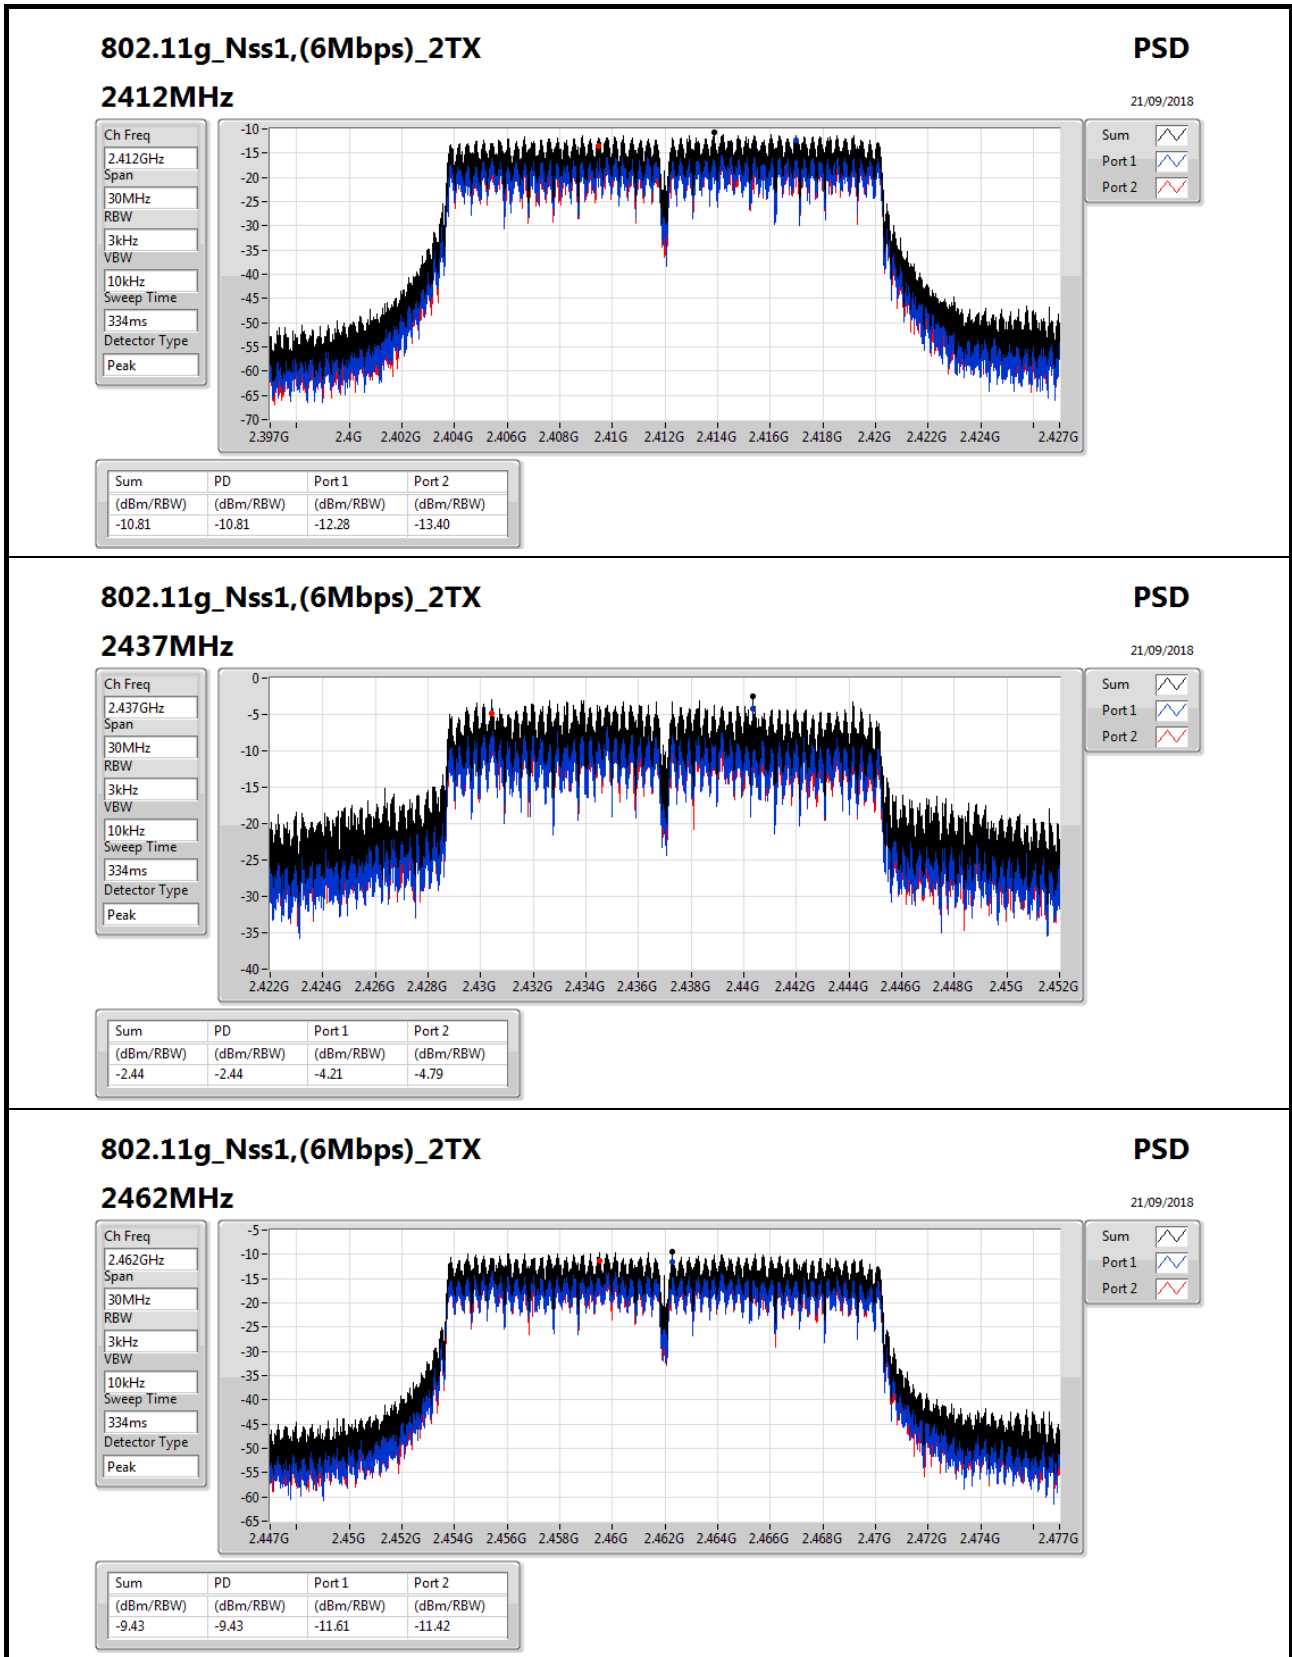 802.11g_Nss1,(6Mbps)_2TX PSD
2412MHz 21/09/2018
Ch Freq
2.412GHz
Span
30MHz
RBW
3kHz
VBW
10kHz
Sweep Time
334ms
Detector Type
Peak
-10
-15
-20
-25
-30
-35
-40
-45
-50
-55
-60
-65
-70
2.397G 2.4G 2.402G 2.404G 2.406G 2.408G 2.41G 2.412G 2.414G 2.416G 2.418G 2.42G 2.422G 2.424G 2.427G
Sum
Port 1
Port 2
Sum PD Port 1 Port 2
(dBm/RBW) (dBm/RBW) (dBm/RBW) (dBm/RBW)
-10.81 -10.81 -12.28 -13.40
802.11g_Nss1,(6Mbps)_2TX PSD
2437MHz 21/09/2018
Ch Freq
2.437GHz
Span
30MHz
RBW
3kHz
VBW
10kHz
Sweep Time
334ms
Detector Type
Peak
0
-5
-10
-15
-20
-25
-30
-35
-40
2.422G 2.424G 2.426G 2.428G 2.43G 2.432G 2.434G 2.436G 2.438G 2.44G 2.442G 2.444G 2.446G 2.448G 2.45G 2.452G
Sum
Port 1
Port 2
Sum PD Port 1 Port 2
(dBm/RBW) (dBm/RBW) (dBm/RBW) (dBm/RBW)
-2.44 -2.44 -4.21 -4.79
802.11g_Nss1,(6Mbps)_2TX PSD
2462MHz 21/09/2018
Ch Freq
2.462GHz
Span
30MHz
RBW
3kHz
VBW
10kHz
Sweep Time
334ms
Detector Type
Peak
-5
-10
-15
-20
-25
-30
-35
-40
-45
-50
-55
-60
-65
2.447G 2.45G 2.452G 2.454G 2.456G 2.458G 2.46G 2.462G 2.464G 2.466G 2.468G 2.47G 2.472G 2.474G 2.477G
Sum
Port 1
Port 2
Sum PD Port 1 Port 2
(dBm/RBW) (dBm/RBW) (dBm/RBW) (dBm/RBW)
-9.43 -9.43 -11.61 -11.42